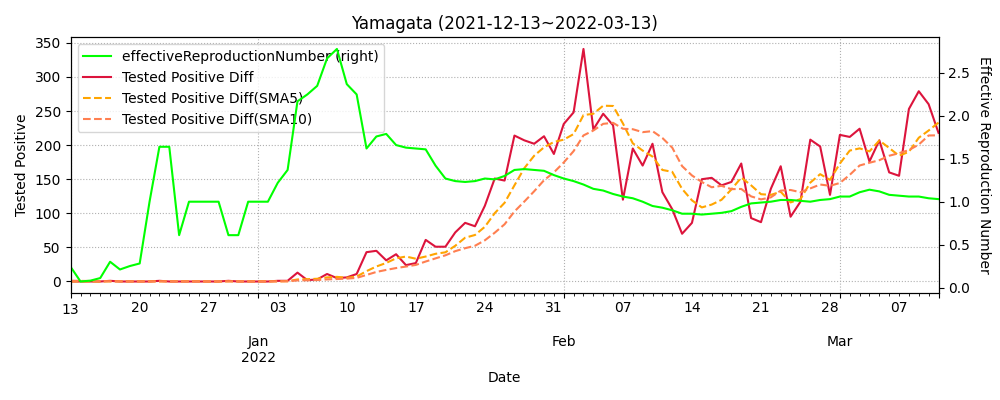 Yamagata (2021-12-13~2022-03-13)
effectiveReproductionNumber (right)
Tested Positive Diff
Tested Positive Diff(SMA5)
Tested Positive Diff(SMA10)
Tested Positive
350
300
250
200
150
100
50
0
Effective Reproduction Number
2.5
2.0
1.5
1.0
0.5
0.0
13 20 27 03 10 17 24 31 07 14 21 28 07
Jan Feb Mar
2022
Date